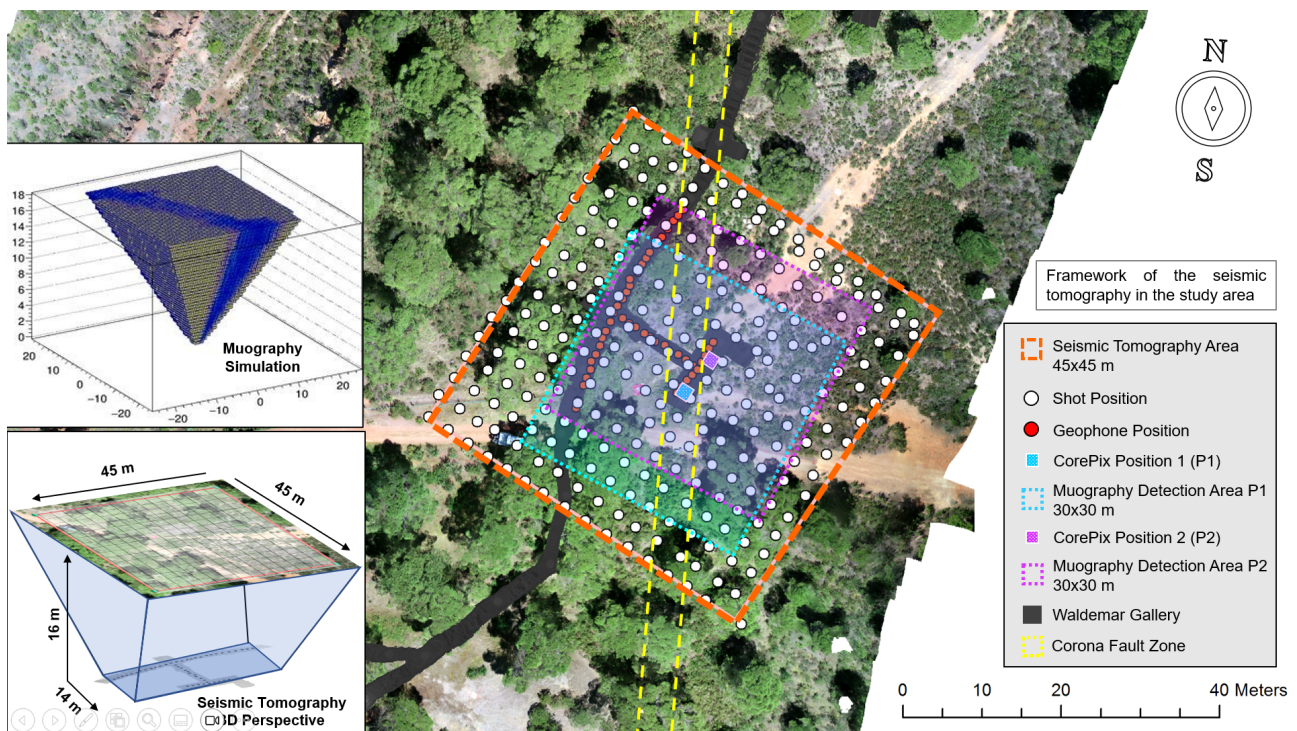 N
S
18
16
14
12
10
8
6
4
2
0
20
10
0
−10
−20
−20
−10
0
10
20
Muography
Simulation
45 m
45 m
16 m
14 m
Seismic Tomography
3D Perspective
Framework of the seismic
tomography in the study area
Seismic Tomography Area
45x45 m
Shot Position
Geophone Position
CorePix Position 1 (P1)
Muography Detection Area P1
30x30 m
CorePix Position 2 (P2)
Muography Detection Area P2
30x30 m
Waldemar Gallery
Corona Fault Zone
0 10 20 40 Meters